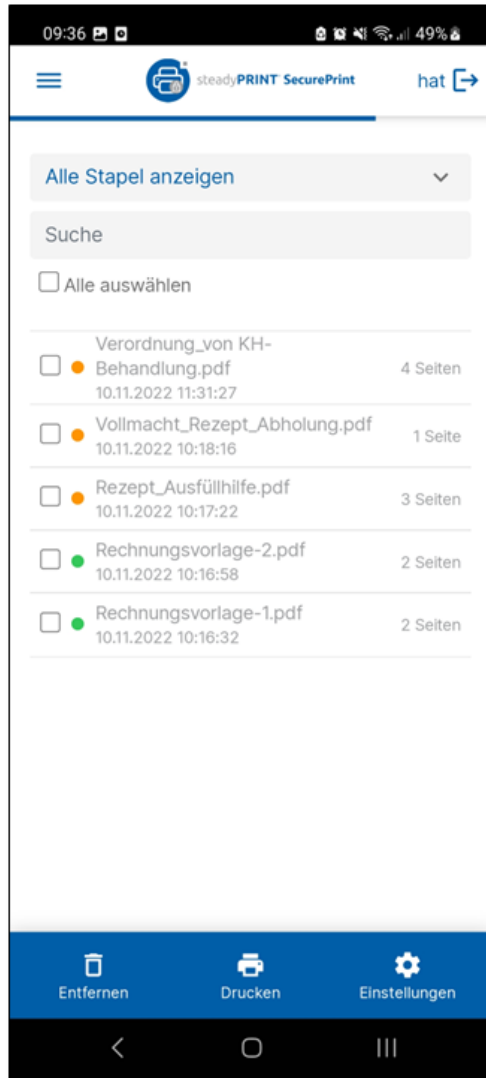 09:36 49%
steadyPRINT SecurePrint hat
Alle Stapel anzeigen
Suche
Alle auswählen
Verordnung_von KH-
Behandlung.pdf 4 Seiten
10.11.2022 11:31:27
Vollmacht_Rezept_Abholung.pdf 1 Seite
10.11.2022 10:18:16
Rezept_Ausfüllhilfe.pdf 3 Seiten
10.11.2022 10:17:22
Rechnungsvorlage-2.pdf 2 Seiten
10.11.2022 10:16:58
Rechnungsvorlage-1.pdf 2 Seiten
10.11.2022 10:16:32
Entfernen Drucken Einstellungen